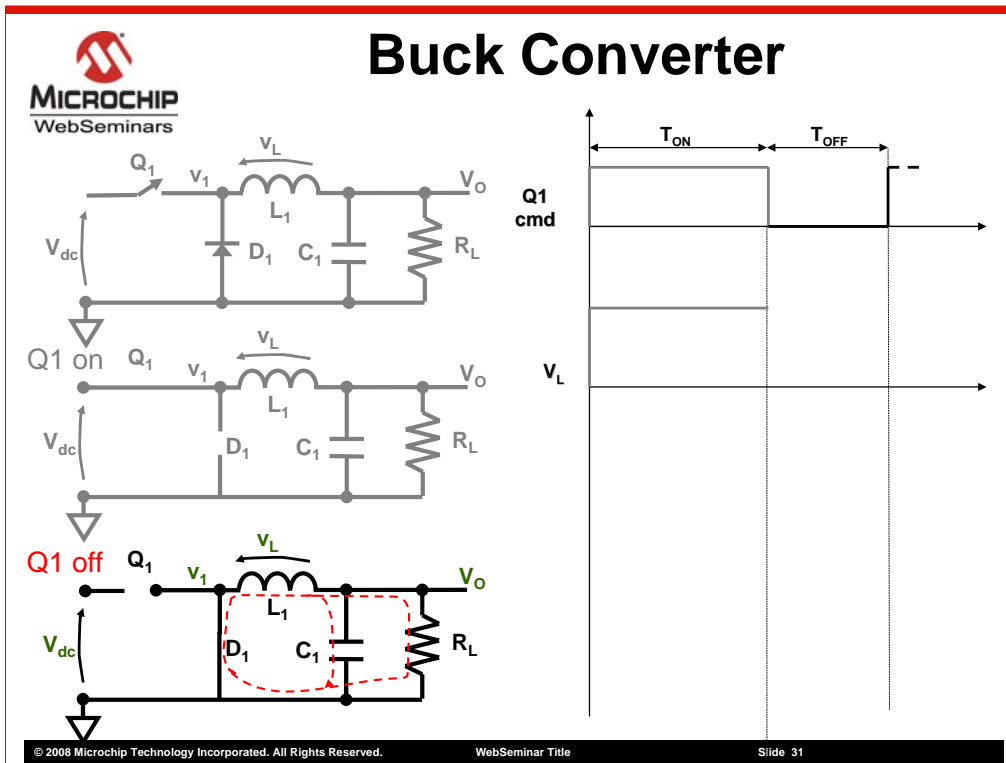 Buck Converter
MICROCHIP
WebSeminars
Q1 v1 vL VO
L1
Vdc D1 C1 RL
Q1 on Q1 v1 vL VO
L1
Vdc D1 C1 RL
Q1 off Q1 v1 vL VO
L1
Vdc D1 C1 RL
TON TOFF
Q1
cmd
VL
© 2008 Microchip Technology Incorporated. All Rights Reserved. WebSeminar Title Slide 31